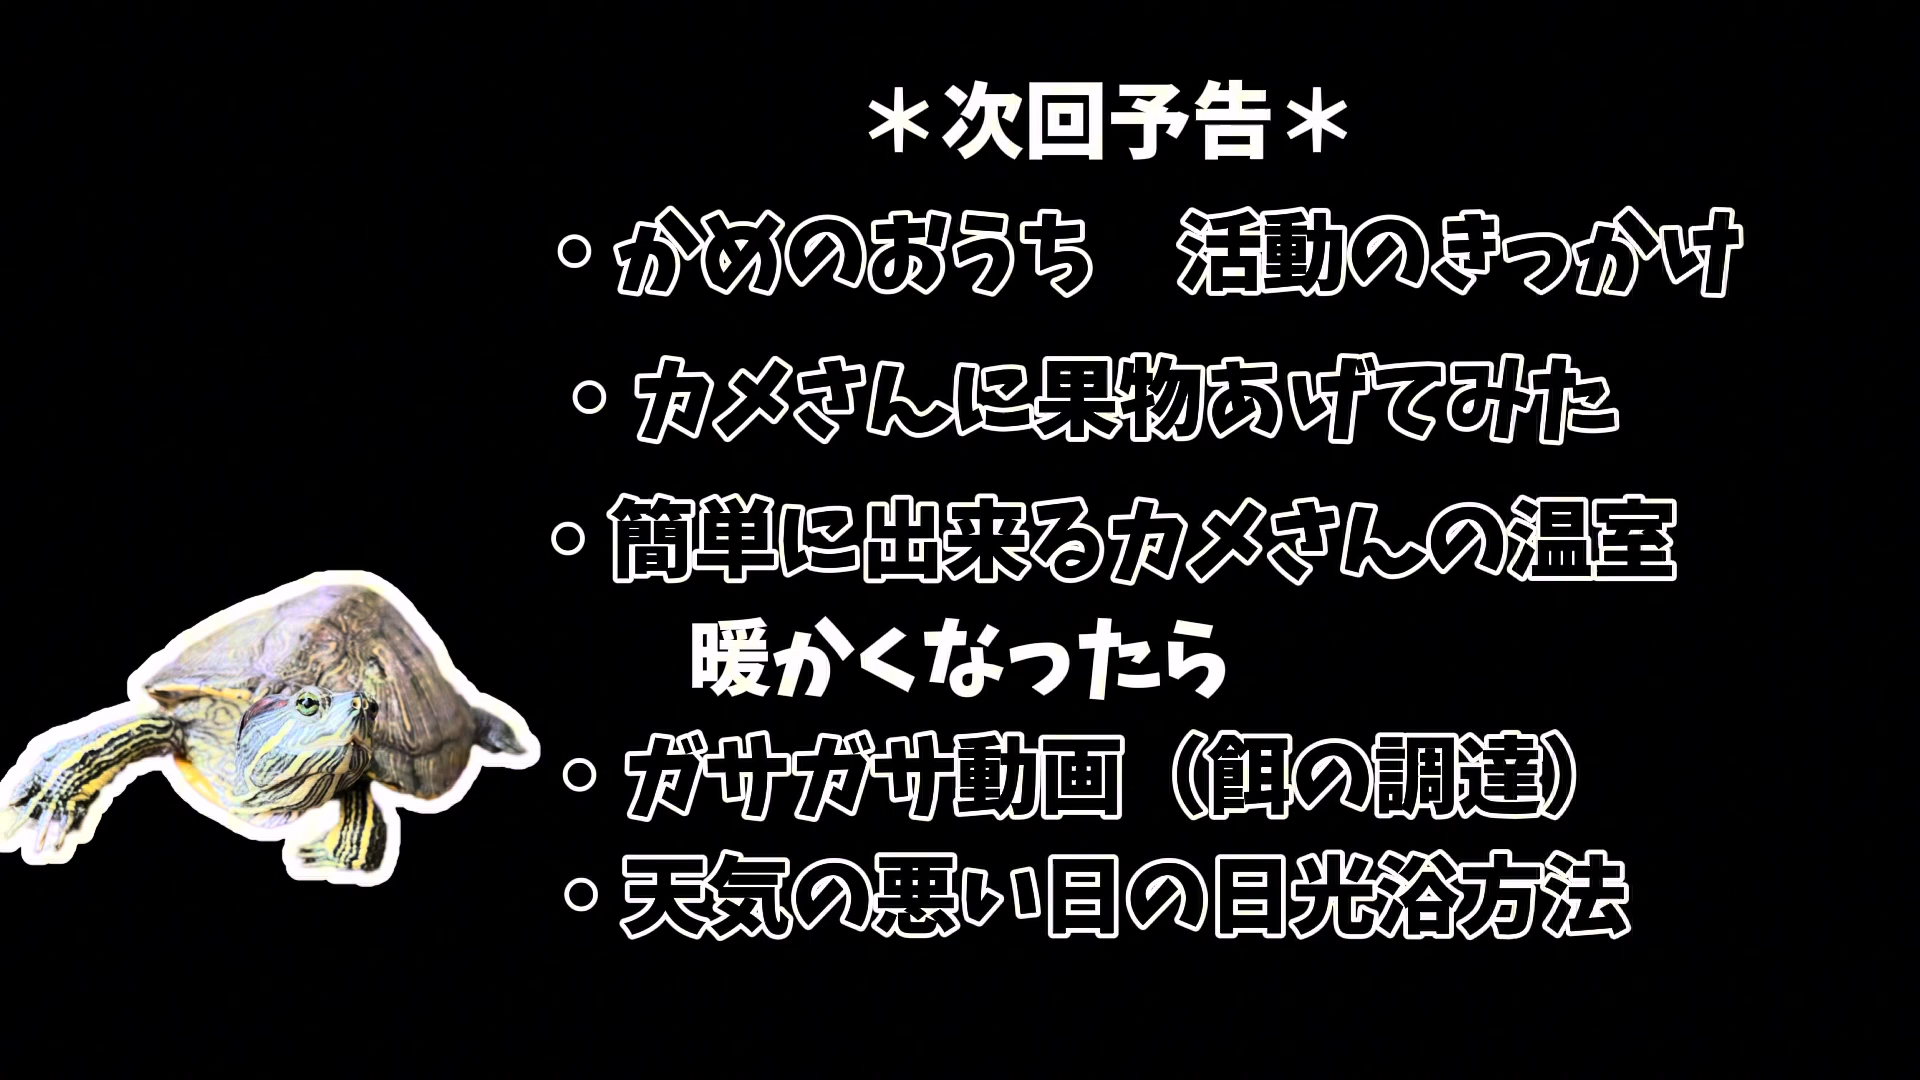 ＊次回予告＊
・かめのおうち　活動のきっかけ
・カメさんに果物あげてみた
・簡単に出来るカメさんの温室
暖かくなったら
・ガサガサ動画（餌の調達）
・天気の悪い日の日光浴方法